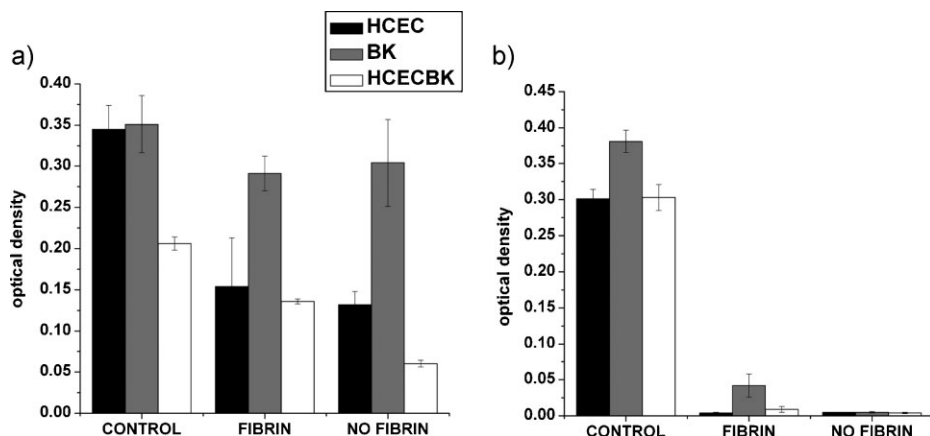 HCEC
BK
HCECBK
a)
0.40
0.35
0.30
0.25
0.20
0.15
0.10
0.05
0.00
optical density
CONTROL FIBRIN NO FIBRIN
b)
0.45
0.40
0.35
0.30
0.25
0.20
0.15
0.10
0.05
0.00
optical density
CONTROL FIBRIN NO FIBRIN